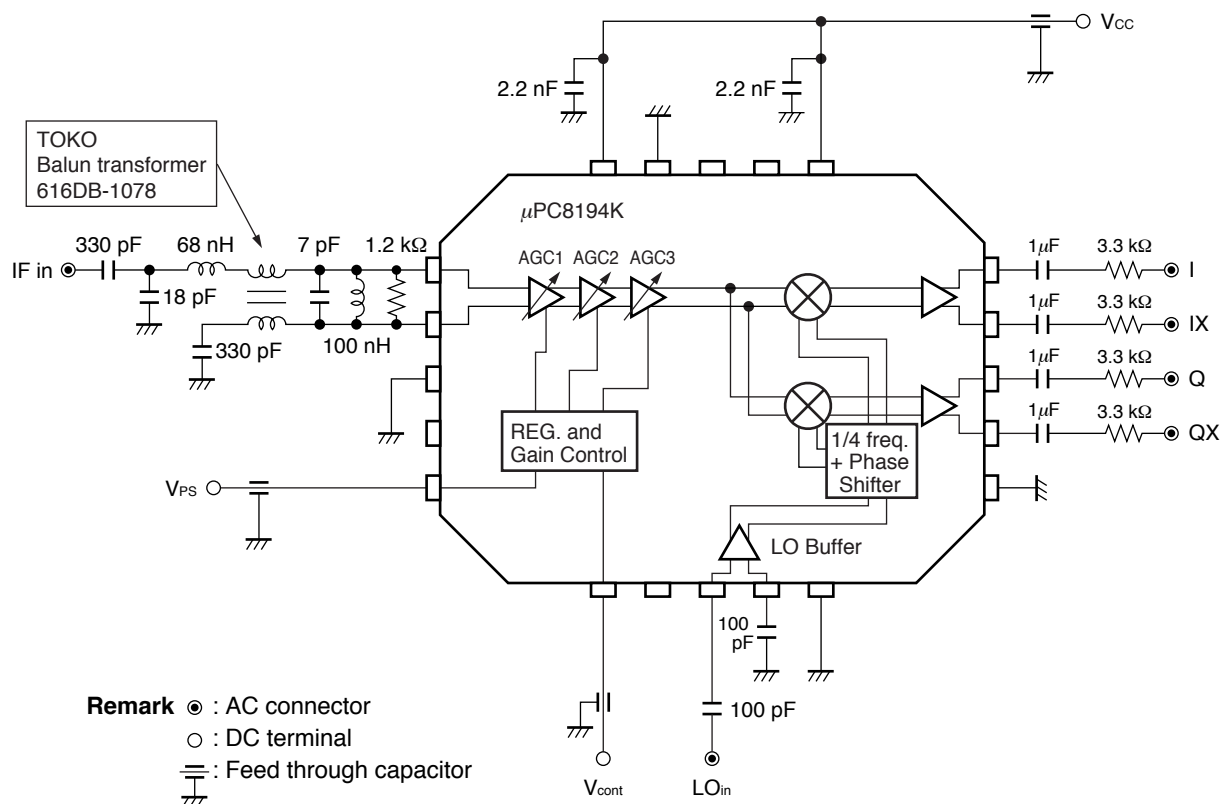 VCC
2.2 nF
2.2 nF
TOKO
Balun transformer
616DB-1078
μPC8194K
330 pF
68 nH
7 pF
1.2 kΩ
IF in
18 pF
330 pF
100 nH
AGC1
AGC2
AGC3
1μF
3.3 kΩ
I
1μF
3.3 kΩ
IX
1μF
3.3 kΩ
Q
1μF
3.3 kΩ
QX
REG. and
Gain Control
1/4 freq.
+ Phase
Shifter
VPS
LO Buffer
100
pF
100 pF
Vcont
LOin
Remark : AC connector
: DC terminal
: Feed through capacitor